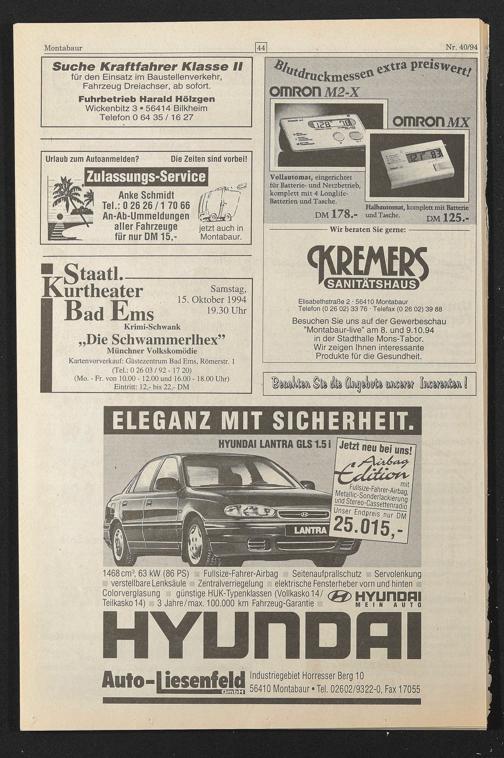 Montabaur
44
Nr. 40/94
Suche Kraftfahrer Klasse II
für den Einsatz im Baustellenverkehr,
Fahrzeug Dreiachser, ab sofort.
Fuhrbetrieb Harald Hölzgen
Wickenbitz 3 • 56414 Bilkheim
Telefon 0 64 35 / 16 27
Urlaub zum Autoanmelden? Die Zeiten sind vorbei!
Zulassungs-Service
Anke Schmidt
Tel.: 0 26 26 / 1 70 66
An-Ab-Ummeldungen
aller Fahrzeuge
für nur DM 15,-
jetzt auch in
Montabaur.
Staatl.
Kurtheater
Bad Ems
Samstag,
15. Oktober 1994
19.30 Uhr
Krimi-Schwank
„Die Schwammerlhex"
Münchner Volkskomödie
Kartenvorverkauf: Gästezentrum Bad Ems, Römerstr. 1
(Tel.: 0 26 03 / 92 - 17 20)
(Mo. - Fr. von 10.00 - 12.00 und 16.00 - 18.00 Uhr)
Eintritt: 12,- bis 22,- DM
Blutdruckmessen extra preiswert!
OMRON M2-X
OMRON MX
Vollautomat, eingerichtet
für Batterie- und Netzbetrieb,
komplett mit 4 Longlife-
Batterien und Tasche.
DM 178.-
Halbautomat, komplett mit Batterie
und Tasche.
DM 125.-
Wir beraten Sie gerne:
KREMERS
SANITÄTSHAUS
Elisabethstraße 2 · 56410 Montabaur
Telefon (0 26 02) 33 76 · Telefax (0 26 02) 39 88
Besuchen Sie uns auf der Gewerbeschau
"Montabaur-live" am 8. und 9.10.94
in der Stadthalle Mons-Tabor.
Wir zeigen Ihnen interessante
Produkte für die Gesundheit.
Beachten Sie die Angebote unserer Inserenten !
ELEGANZ MIT SICHERHEIT.
HYUNDAI LANTRA GLS 1.5 i
Jetzt neu bei uns!
Airbag
Edition
mit
Fullsize-Fahrer-Airbag,
Metallic-Sonderlackierung
und Stereo-Cassettenradio
Unser Endpreis nur DM
25.015,-
LANTRA
1468 cm³, 63 kW (86 PS) Fullsize-Fahrer-Airbag Seitenaufprallschutz Servolenkung
verstellbare Lenksäule Zentralverriegelung elektrische Fensterheber vorn und hinten
Colorverglasung günstige HUK-Typenklassen (Vollkasko 14/
Teilkasko 14) 3 Jahre/max. 100.000 km Fahrzeug-Garantie
HYUNDAI
MEIN AUTO
HYUNDAI
Auto-Liesenfeld
GmbH
Industriegebiet Horresser Berg 10
56410 Montabaur • Tel. 02602/9322-0, Fax 17055